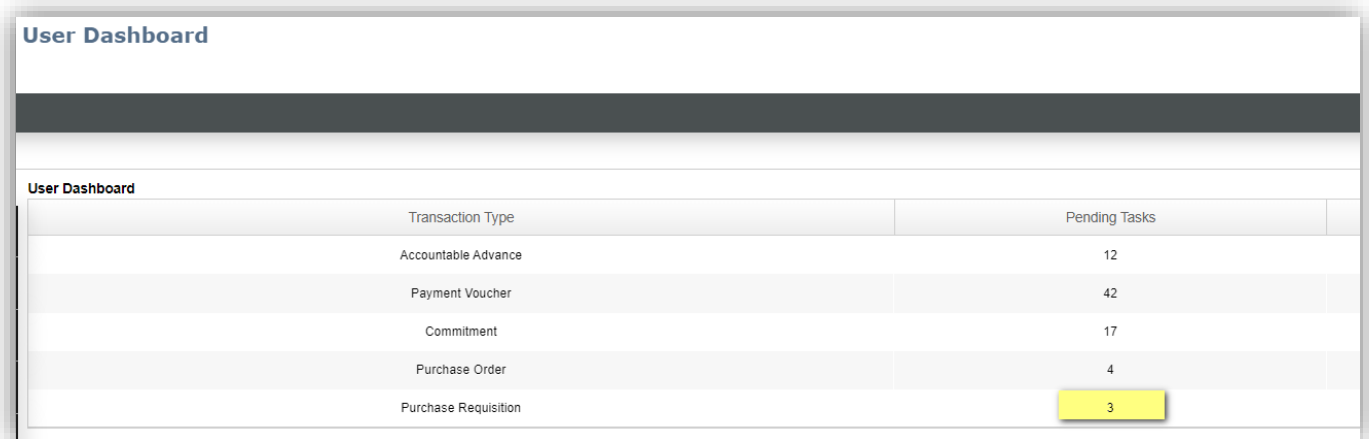 User Dashboard
User Dashboard
Transaction Type Pending Tasks
Accountable Advance 12
Payment Voucher 42
Commitment 17
Purchase Order 4
Purchase Requisition 3